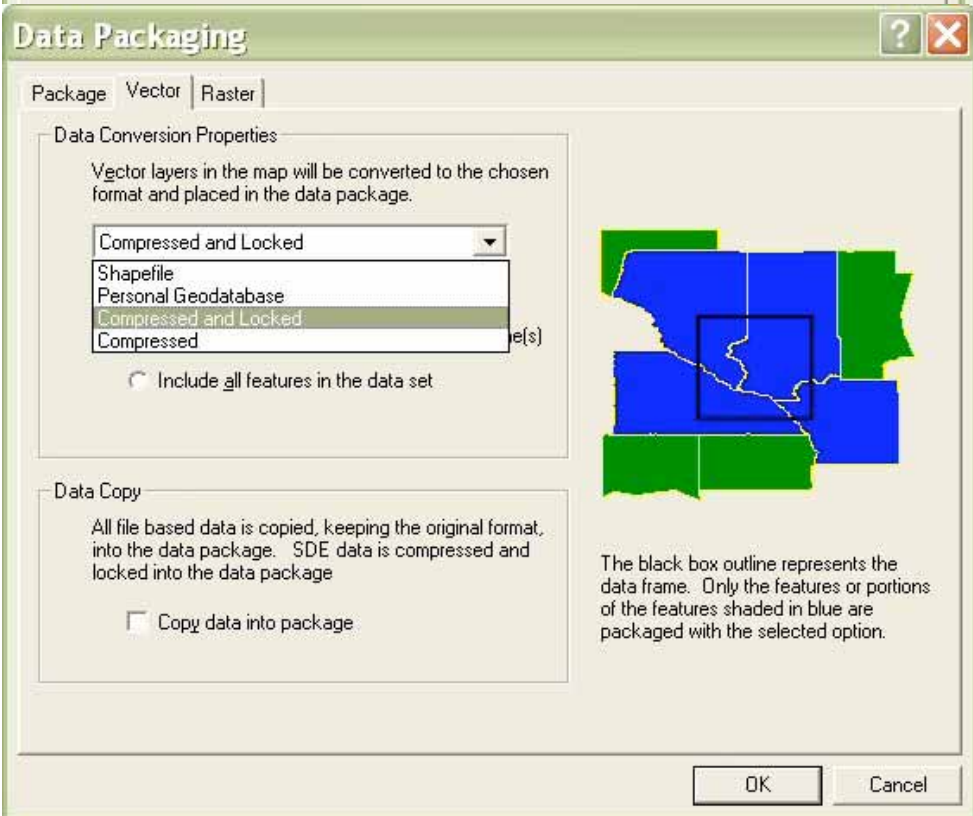 Data Packaging
Package Vector Raster
Data Conversion Properties
Vector layers in the map will be converted to the chosen
format and placed in the data package.
Compressed and Locked
Shapefile
Personal Geodatabase
Compressed and Locked
Compressed
e(s)
Include all features in the data set
Data Copy
All file based data is copied, keeping the original format,
into the data package. SDE data is compressed and
locked into the data package
Copy data into package
The black box outline represents the
data frame. Only the features or portions
of the features shaded in blue are
packaged with the selected option.
OK Cancel